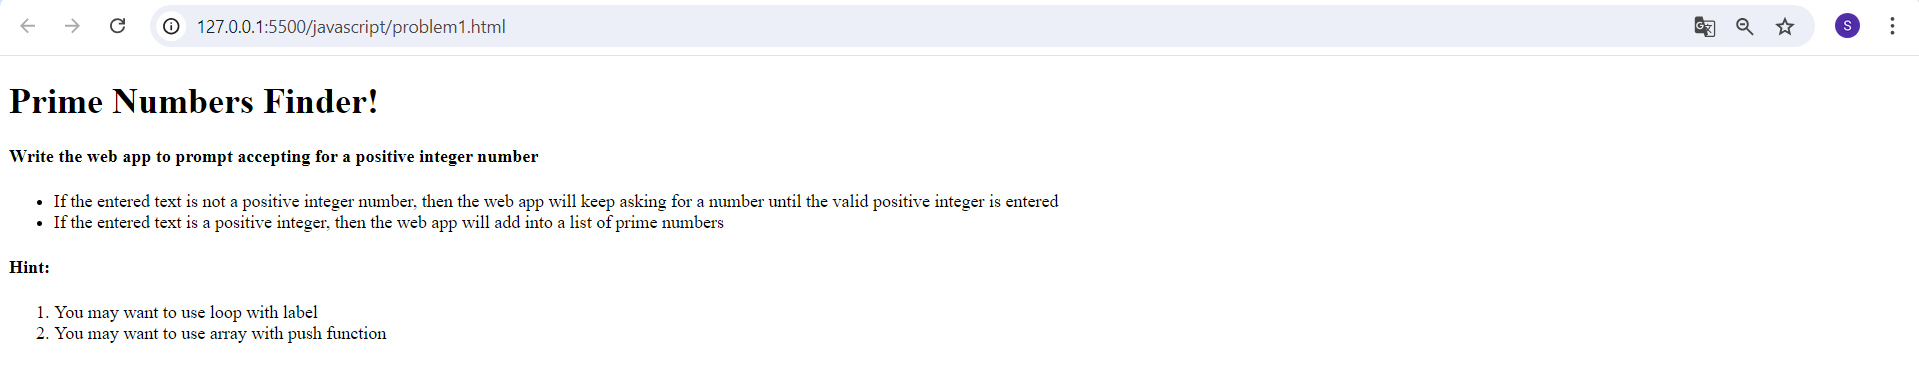 127.0.0.1:5500/javascript/problem1.html
S
Prime Numbers Finder!
Write the web app to prompt accepting for a positive integer number
• If the entered text is not a positive integer number, then the web app will keep asking for a number until the valid positive integer is entered
• If the entered text is a positive integer, then the web app will add into a list of prime numbers
Hint:
1. You may want to use loop with label
2. You may want to use array with push function